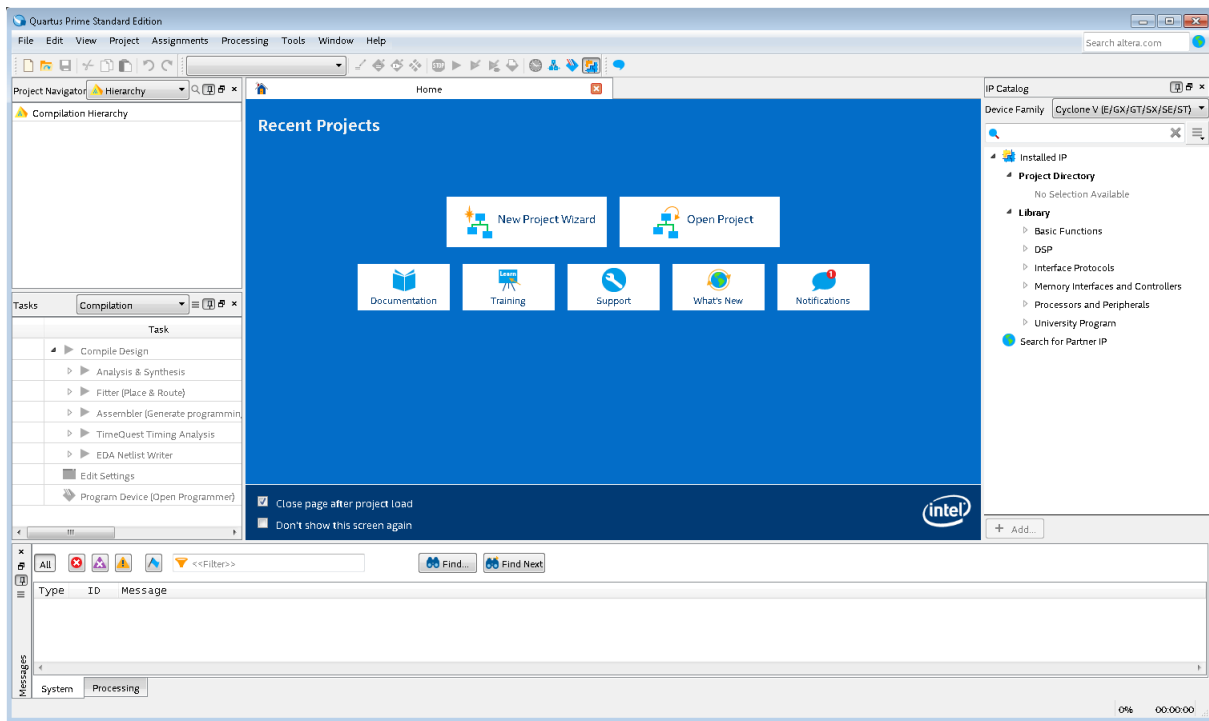 Quartus Prime Standard Edition
File Edit View Project Assignments Processing Tools Window Help
Search altera.com
Project Navigator Hierarchy
Home
IP Catalog
Compilation Hierarchy
Device Family Cyclone V (E/GX/GT/SX/SE/ST)
Recent Projects
Installed IP
Project Directory
No Selection Available
Library
Basic Functions
DSP
Interface Protocols
Memory Interfaces and Controllers
Processors and Peripherals
University Program
Search for Partner IP
New Project Wizard Open Project
Learn
1
Documentation Training Support What's New Notifications
Tasks Compilation
Task
Compile Design
Analysis & Synthesis
Fitter (Place & Route)
Assembler (Generate programmin
TimeQuest Timing Analysis
EDA Netlist Writer
Edit Settings
Program Device (Open Programmer)
Close page after project load
Don't show this screen again
intel
+ Add...
All <<Filter>> Find... Find Next
Type ID Message
Messages
System Processing
0% 00:00:00